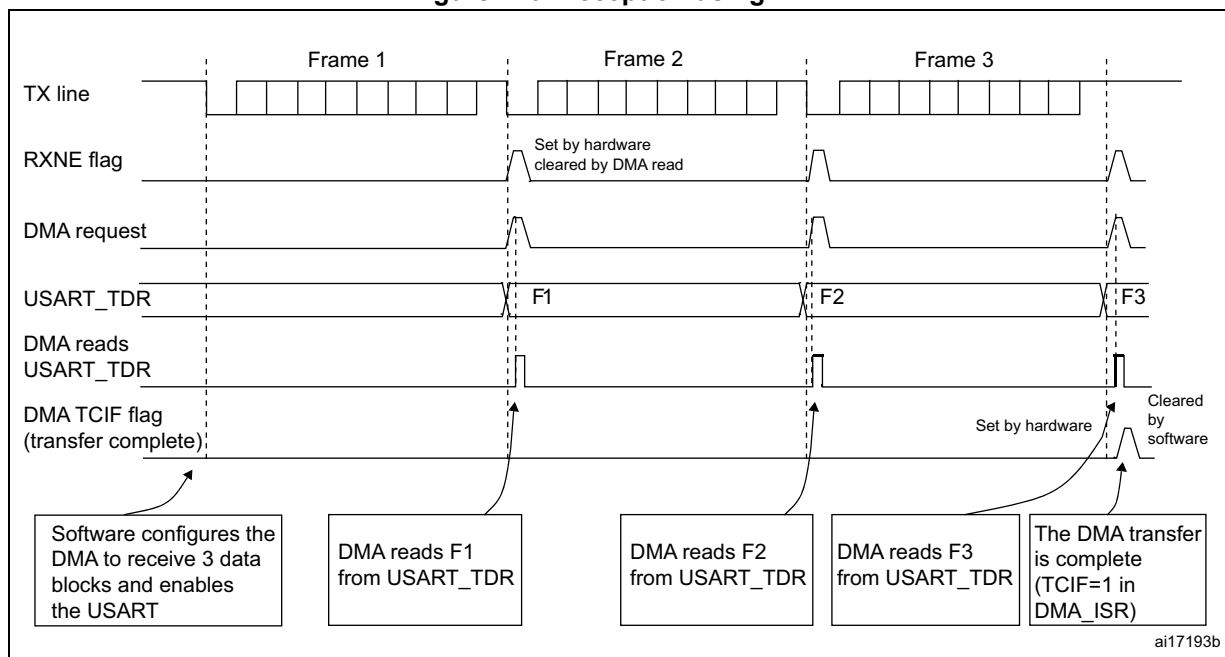 Frame 1 Frame 2 Frame 3
TX line
RXNE flag
Set by hardware
cleared by DMA read
DMA request
USART_TDR
F1 F2 F3
DMA reads
USART_TDR
DMA TCIF flag
(transfer complete)
Set by hardware
Cleared
by
software
Software configures the
DMA to receive 3 data
blocks and enables
the USART
DMA reads F1
from USART_TDR
DMA reads F2
from USART_TDR
DMA reads F3
from USART_TDR
The DMA transfer
is complete
(TCIF=1 in
DMA_ISR)
ai17193b